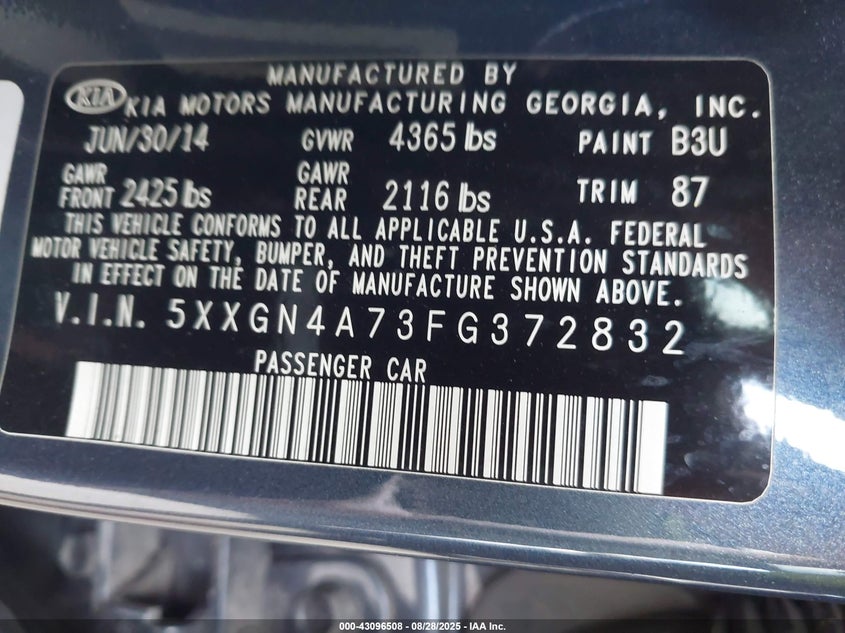 MANUFACTURED BY
KIA KIA MOTORS MANUFACTURING GEORGIA, INC.
JUN/30/14 GVWR 4365 lbs PAINT B3U
GAWR FRONT 2425 lbs GAWR REAR 2116 lbs TRIM 87
THIS VEHICLE CONFORMS TO ALL APPLICABLE U.S.A. FEDERAL
MOTOR VEHICLE SAFETY, BUMPER, AND THEFT PREVENTION STANDARDS
IN EFFECT ON THE DATE OF MANUFACTURE SHOWN ABOVE.
V.I.N. 5XXGN4A73FG372832
PASSENGER CAR
000-43096508 - 08/28/2025 - IAA Inc.